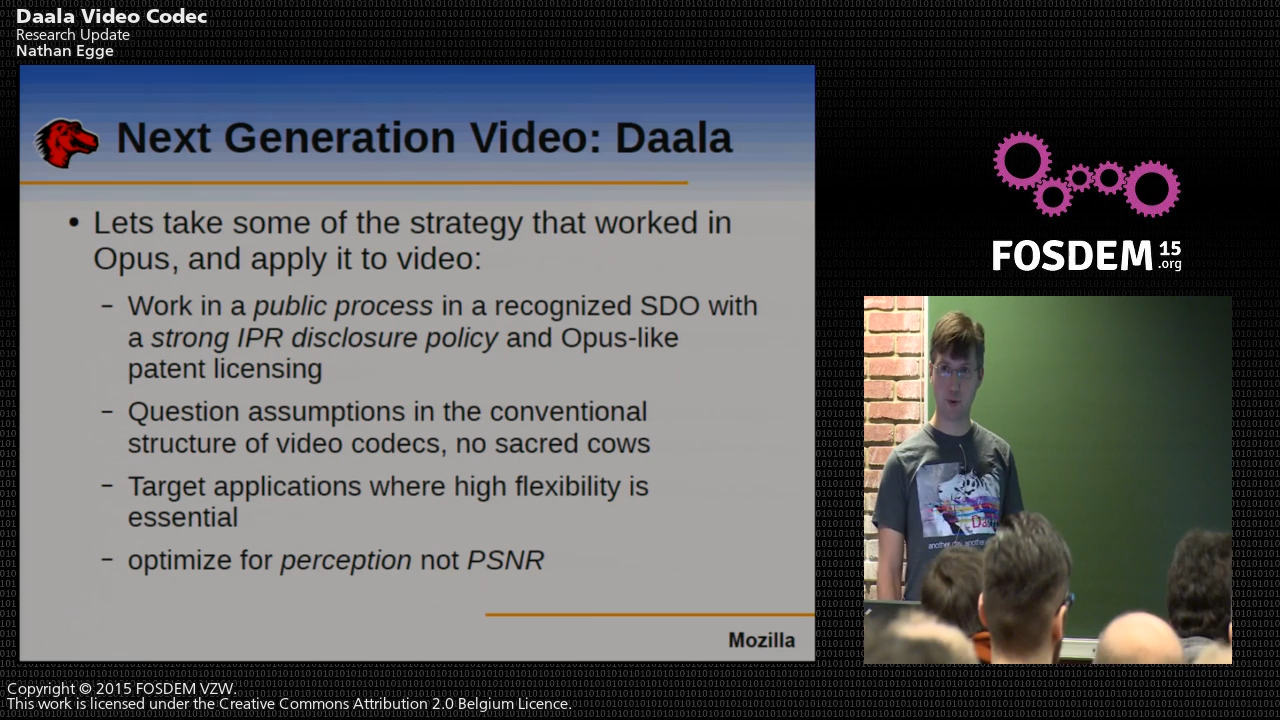 Daala Video Codec
Research Update
Nathan Egge
Next Generation Video: Daala
• Lets take some of the strategy that worked in
Opus, and apply it to video:
– Work in a public process in a recognized SDO with
a strong IPR disclosure policy and Opus-like
patent licensing
– Question assumptions in the conventional
structure of video codecs, no sacred cows
– Target applications where high flexibility is
essential
– optimize for perception not PSNR
Mozilla
FOSDEM 15
.org
another day, another
Copyright © 2015 FOSDEM VZW.
This work is licensed under the Creative Commons Attribution 2.0 Belgium Licence.